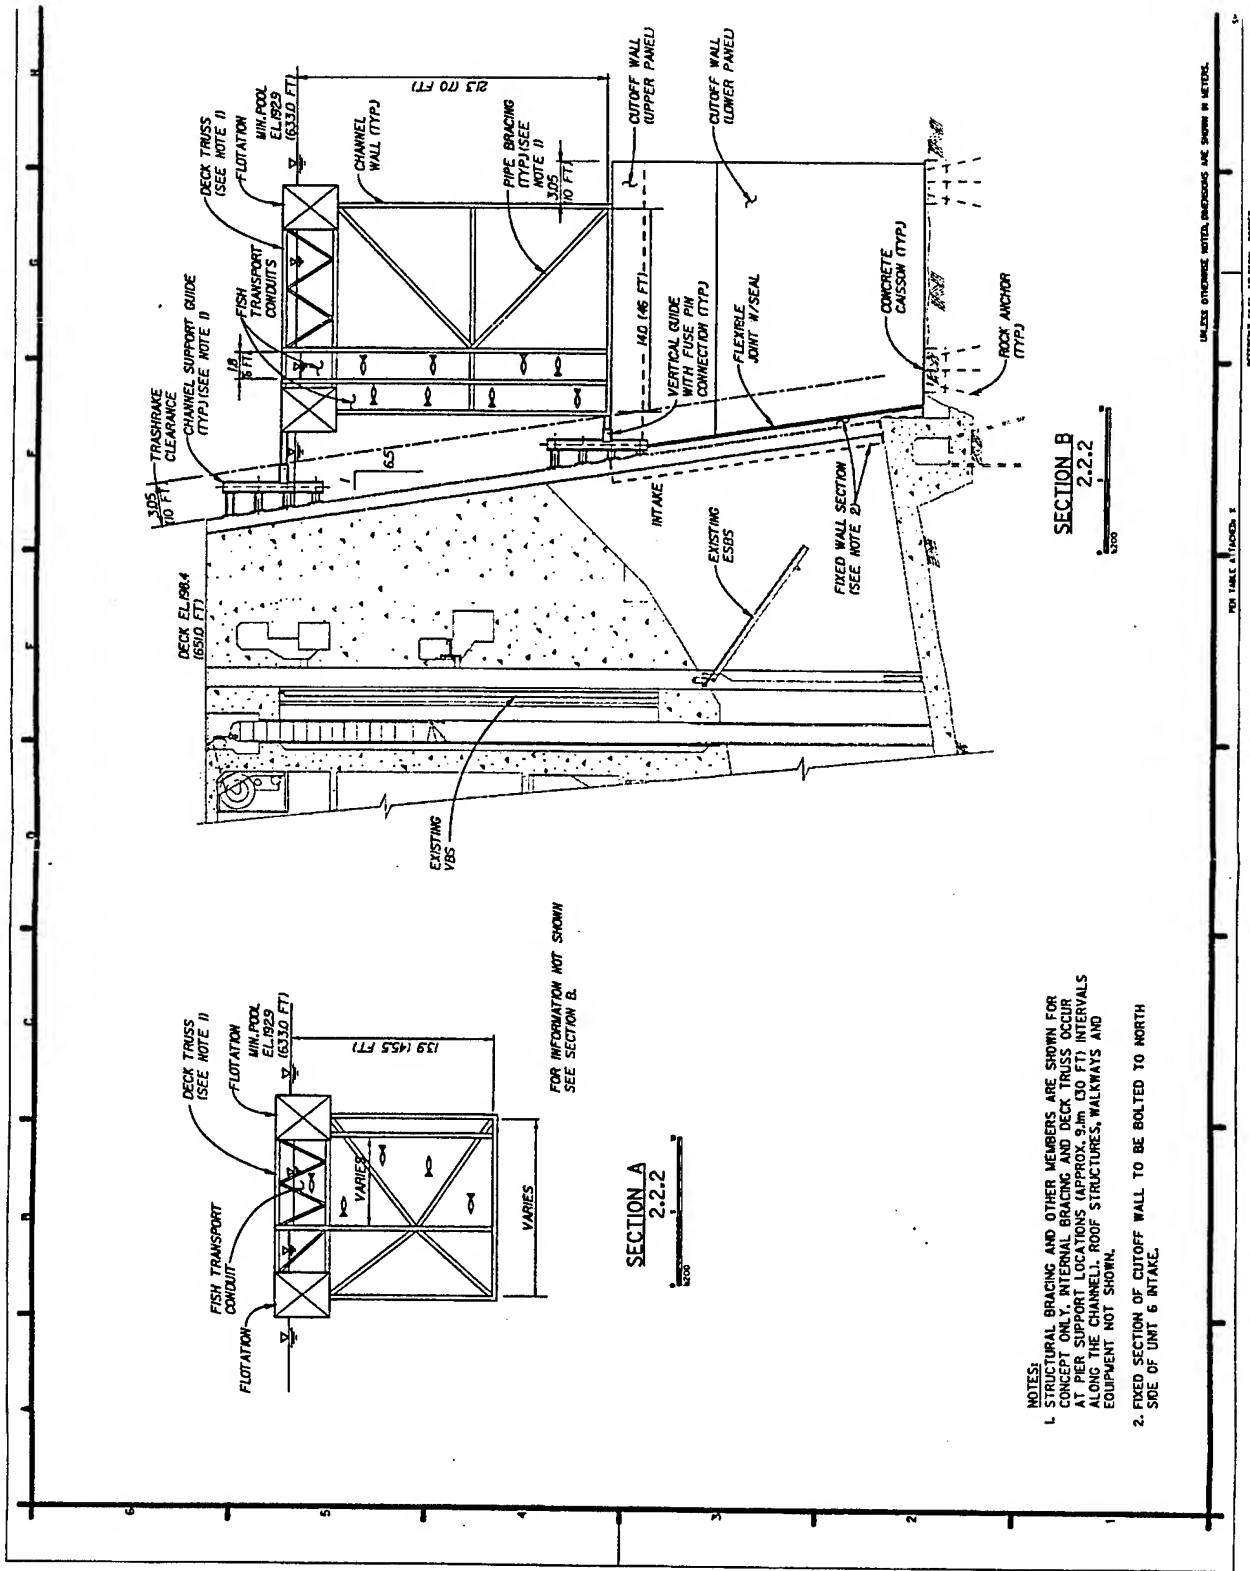 FLOTATION
FISH TRANSPORT
CONDUIT
DECK TRUSS
(SEE NOTE 1)
FLOTATION
MIN. POOL
EL.192.9
(633.0 FT)
13.9 (45.5 FT)
VARIES
VARIES
FOR INFORMATION NOT SHOWN
SEE SECTION B.
SECTION A
2.2.2
DECK EL.198.4
(651.0 FT)
3.05
(10 FT)
TRASHRAKE
CLEARANCE
CHANNEL SUPPORT GUIDE
(TYP.)(SEE NOTE 1)
1.8
(6 FT)
FISH
TRANSPORT
CONDUITS
DECK TRUSS
(SEE NOTE 1)
FLOTATION
MIN. POOL
EL.192.9
(633.0 FT)
21.3 (70 FT)
CHANNEL
WALL (TYP.)
PIPE BRACING
(TYP.)(SEE
NOTE 1)
3.05
(10 FT)
CUTOFF WALL
(UPPER PANEL)
14.0 (46 FT)
6.5
1
INTAKE
VERTICAL GUIDE
WITH FUSE PIN
CONNECTION (TYP.)
FLEXIBLE
JOINT W/SEAL
CUTOFF WALL
(LOWER PANEL)
EXISTING
VBS
EXISTING
ESBS
FIXED WALL SECTION
(SEE NOTE 2)
CONCRETE
CAISSON (TYP.)
ROCK ANCHOR
(TYP.)
SECTION B
2.2.2
NOTES:
1. STRUCTURAL BRACING AND OTHER MEMBERS ARE SHOWN FOR
CONCEPT ONLY. INTERNAL BRACING AND DECK TRUSS OCCUR
AT PIER SUPPORT LOCATIONS (APPROX. 9.1m (30 FT) INTERVALS
ALONG THE CHANNEL). ROOF STRUCTURES, WALKWAYS AND
EQUIPMENT NOT SHOWN.
2. FIXED SECTION OF CUTOFF WALL TO BE BOLTED TO NORTH
SIDE OF UNIT 6 INTAKE.
UNLESS OTHERWISE NOTED, DIMENSIONS ARE SHOWN IN METERS.
A
B
C
D
E
F
G
H
6
5
4
3
2
1